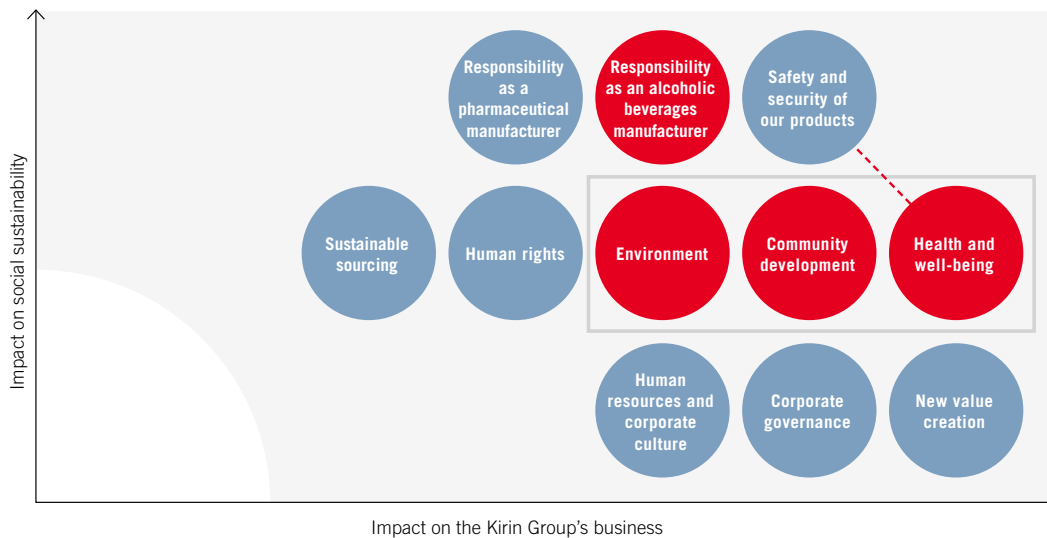 Impact on social sustainability
Responsibility
as a
pharmaceutical
manufacturer
Responsibility
as an alcoholic
beverages
manufacturer
Safety and
security of
our products
Sustainable
sourcing
Human rights
Environment
Community
development
Health and
well-being
Human
resources and
corporate
culture
Corporate
governance
New value
creation
Impact on the Kirin Group's business